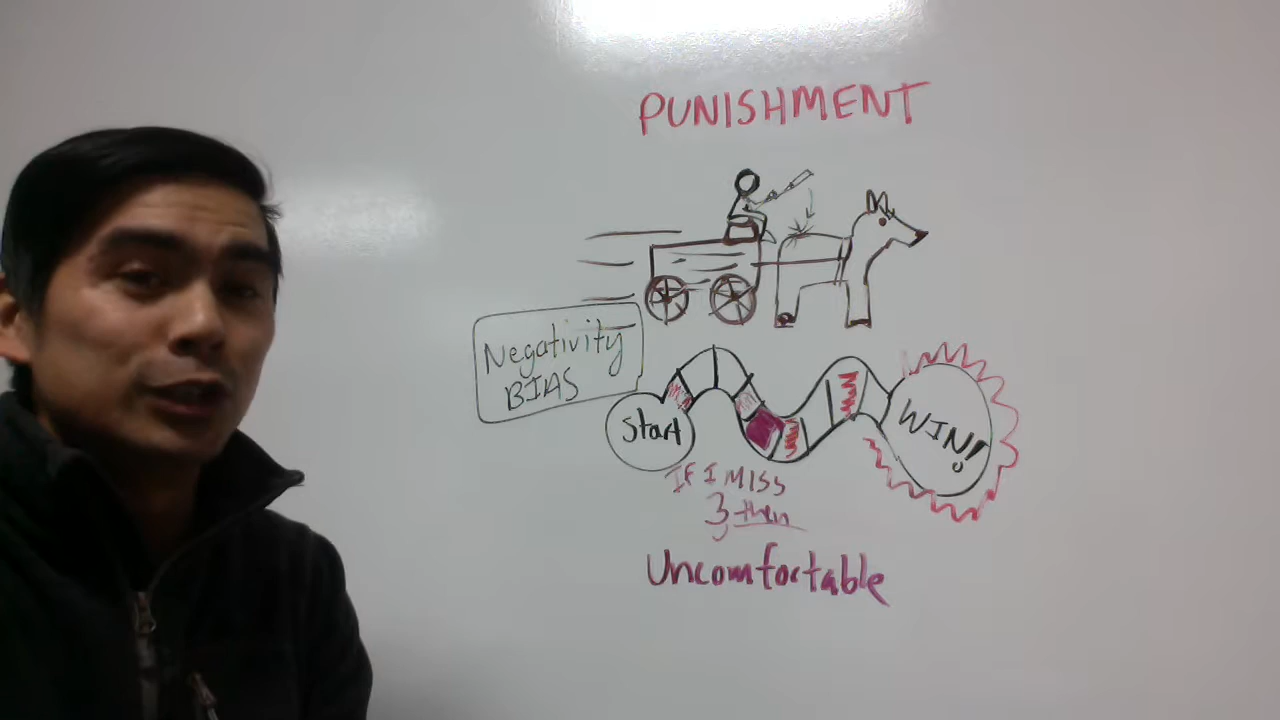 PUNISHMENT
Negativity
BIAS
Start
WIN!
IF I MISS
3 then
Uncomfortable